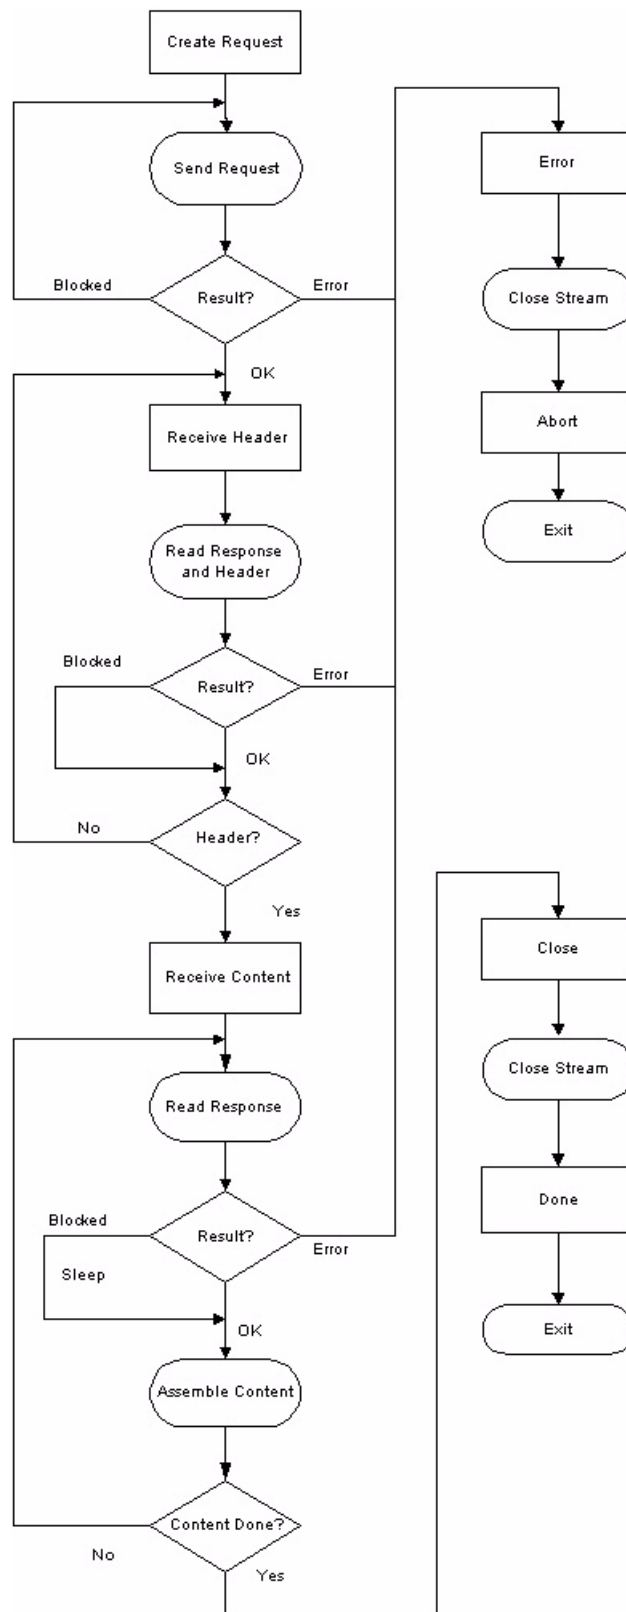 Create Request
Send Request
Blocked
Result?
Error
OK
Receive Header
Read Response
and Header
Blocked
Result?
Error
OK
No
Header?
Yes
Receive Content
Read Response
Blocked
Result?
Error
Sleep
OK
Assemble Content
Content Done?
No
Yes
Error
Close Stream
Abort
Exit
Close
Close Stream
Done
Exit